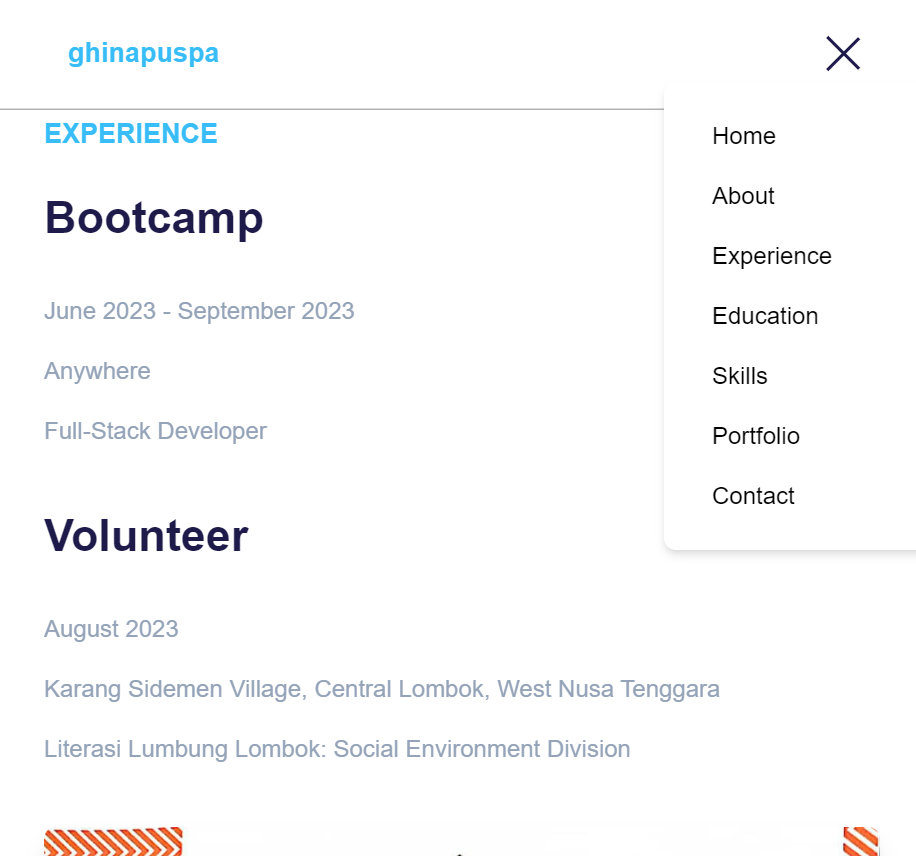 ghinapuspa
Home
About
Experience
Education
Skills
Portfolio
Contact
EXPERIENCE
Bootcamp
June 2023 - September 2023
Anywhere
Full-Stack Developer
Volunteer
August 2023
Karang Sidemen Village, Central Lombok, West Nusa Tenggara
Literasi Lumbung Lombok: Social Environment Division